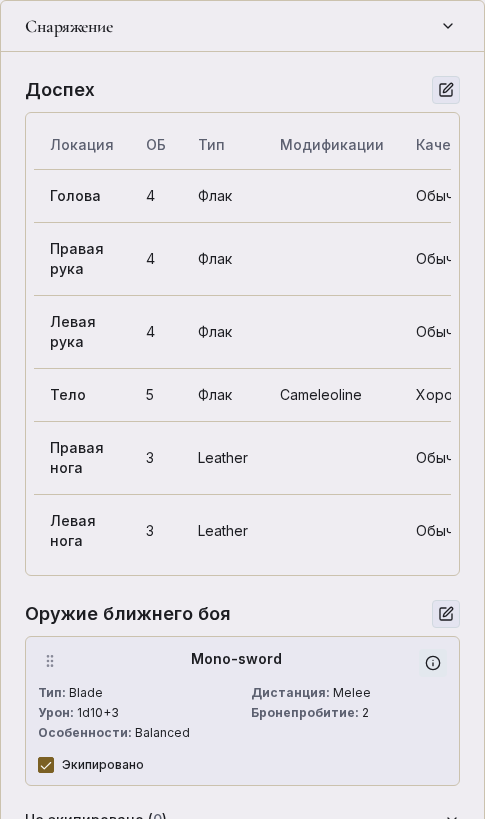 Снаряжение
Доспех
Локация ОБ Тип Модификации
Голова 4 Флак
Правая
рука 4 Флак
Левая
рука 4 Флак
Тело 5 Флак Cameleoline
Правая
нога 3 Leather
Левая
нога 3 Leather
Оружие ближнего боя
Mono-sword
Тип: Blade Дистанция: Melee
Урон: 1d10+3 Бронепробитие: 2
Особенности: Balanced
Экипировано